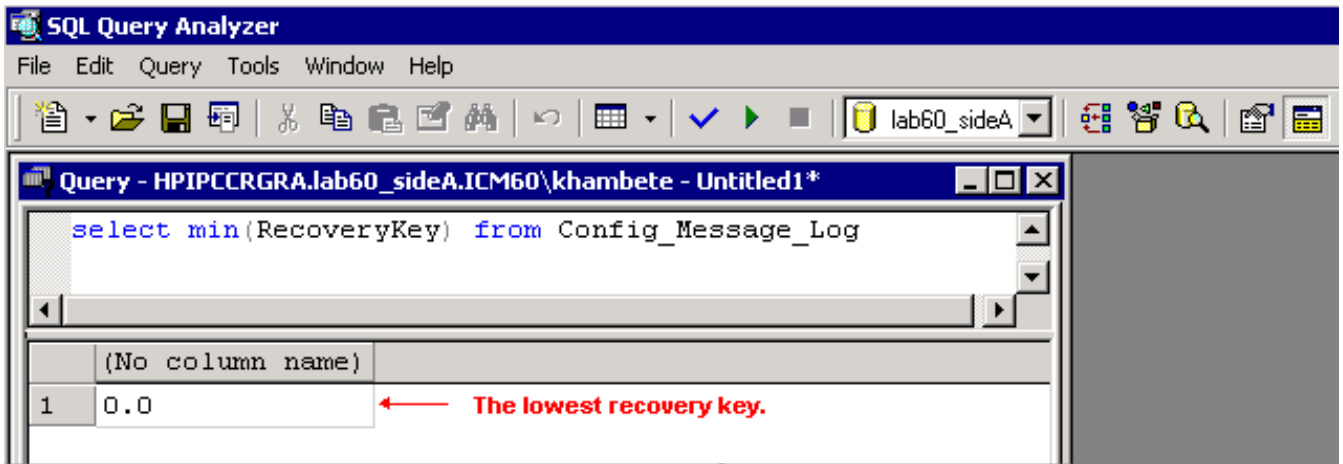 SQL Query Analyzer
File Edit Query Tools Window Help
lab60_sideA
Query - HPIPCCRGRA.lab60_sideA.ICM60\khambete - Untitled1*
select min(RecoveryKey) from Config_Message_Log
(No column name)
1 0.0 The lowest recovery key.